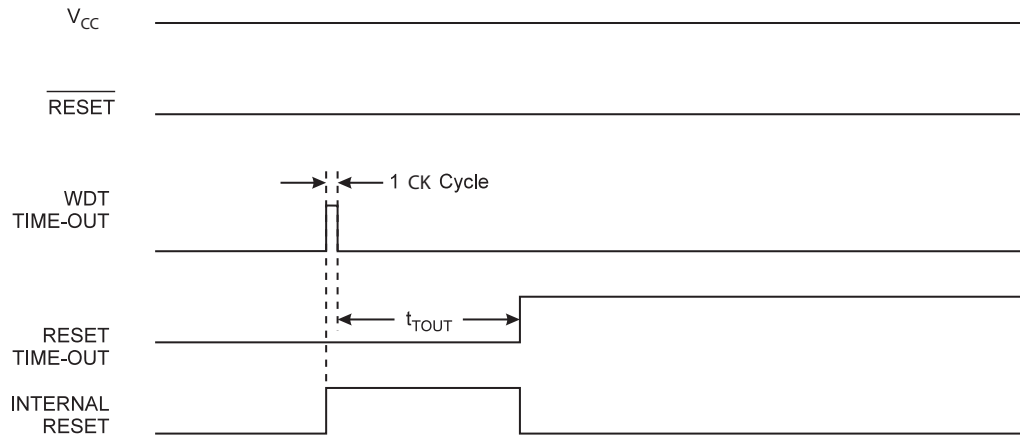 VCC
RESET
1 CK Cycle
WDT
TIME-OUT
tTOUT
RESET
TIME-OUT
INTERNAL
RESET